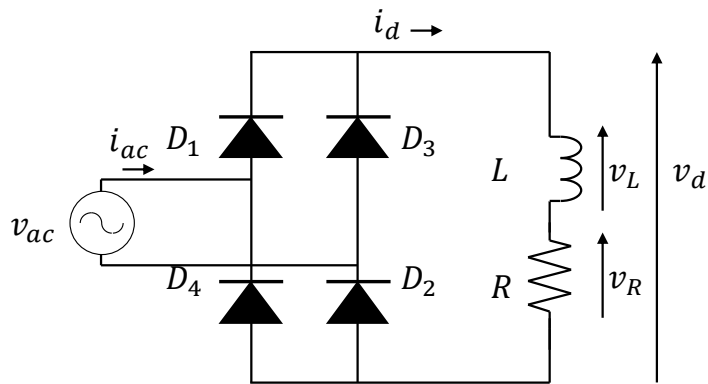 i_d
i_ac D_1 D_3
L v_L v_d
v_ac
D_4 D_2 R v_R